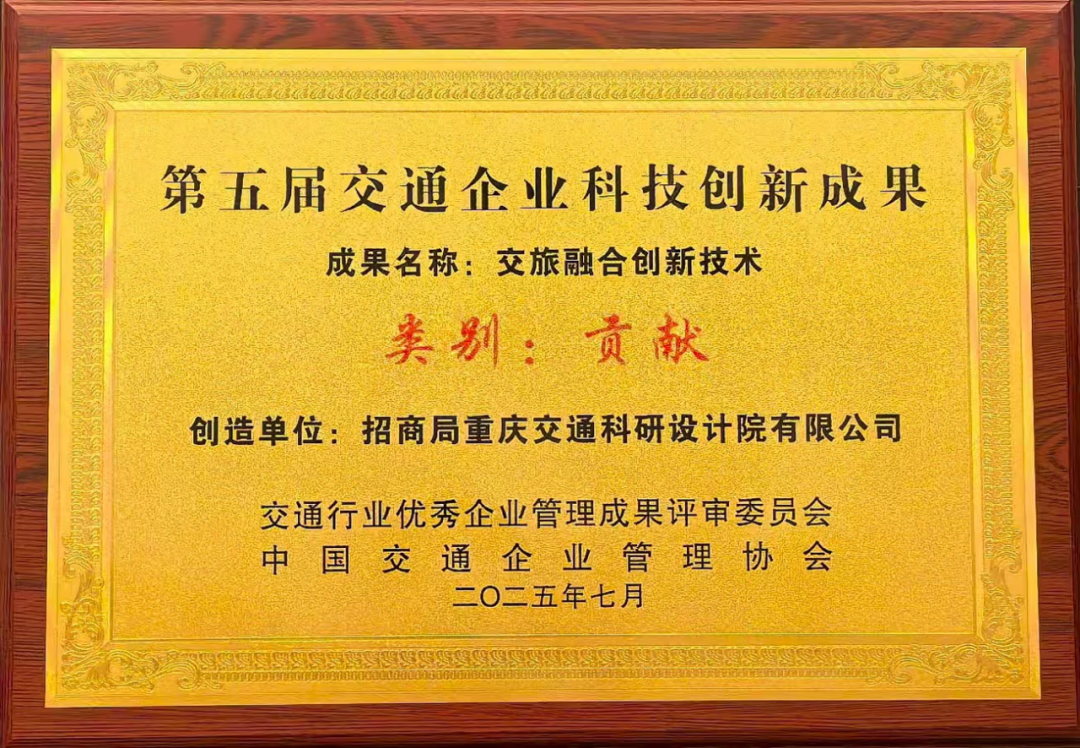 第五届交通企业科技创新成果
成果名称：交旅融合创新技术
类别：贡献
创造单位：招商局重庆交通科研设计院有限公司
交通行业优秀企业管理成果评审委员会
中国交通企业管理协会
二〇二五年七月